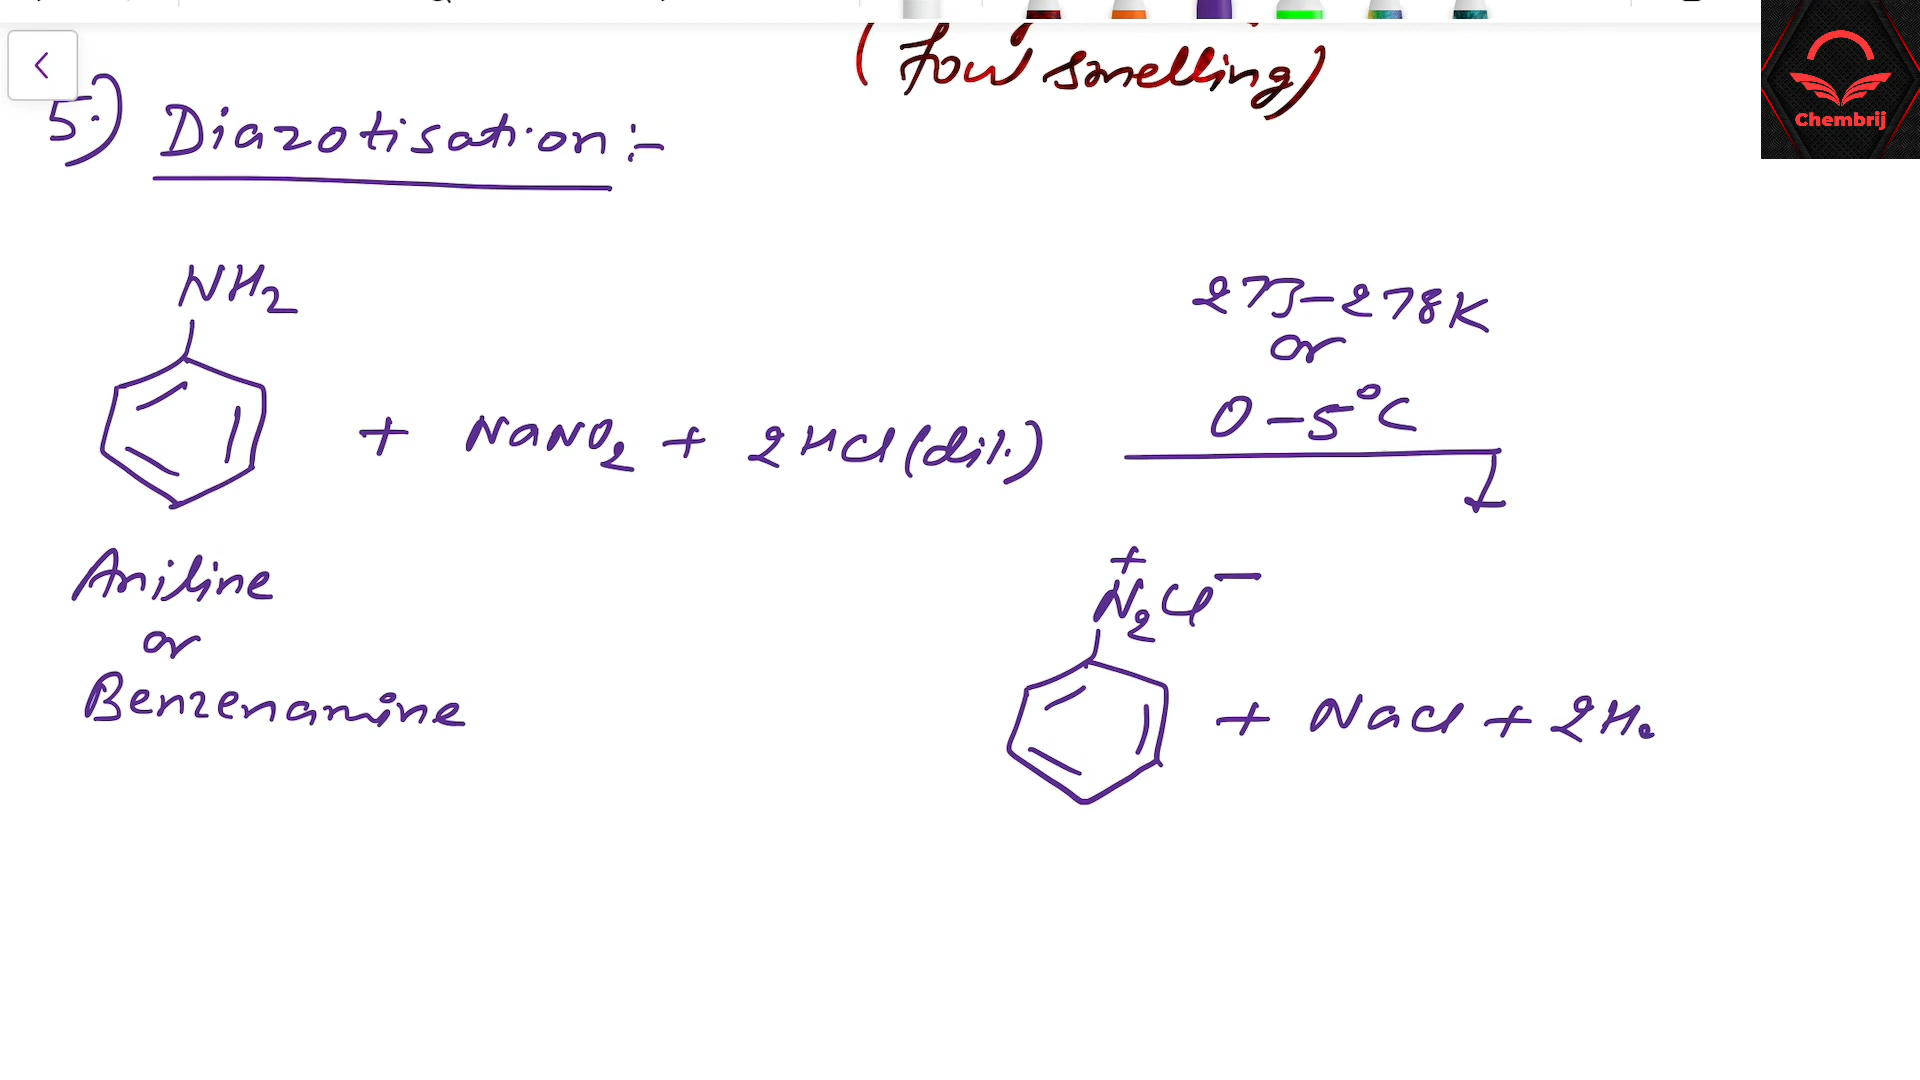 (foul smelling)
Chembrij
5.) Diazotisation :-
NH2
273-278K
or
0-5°C
+ NaNO2 + 2HCl (dil.)
Aniline
or
Benzenamine
+
N2Cl-
+ NaCl + 2H2